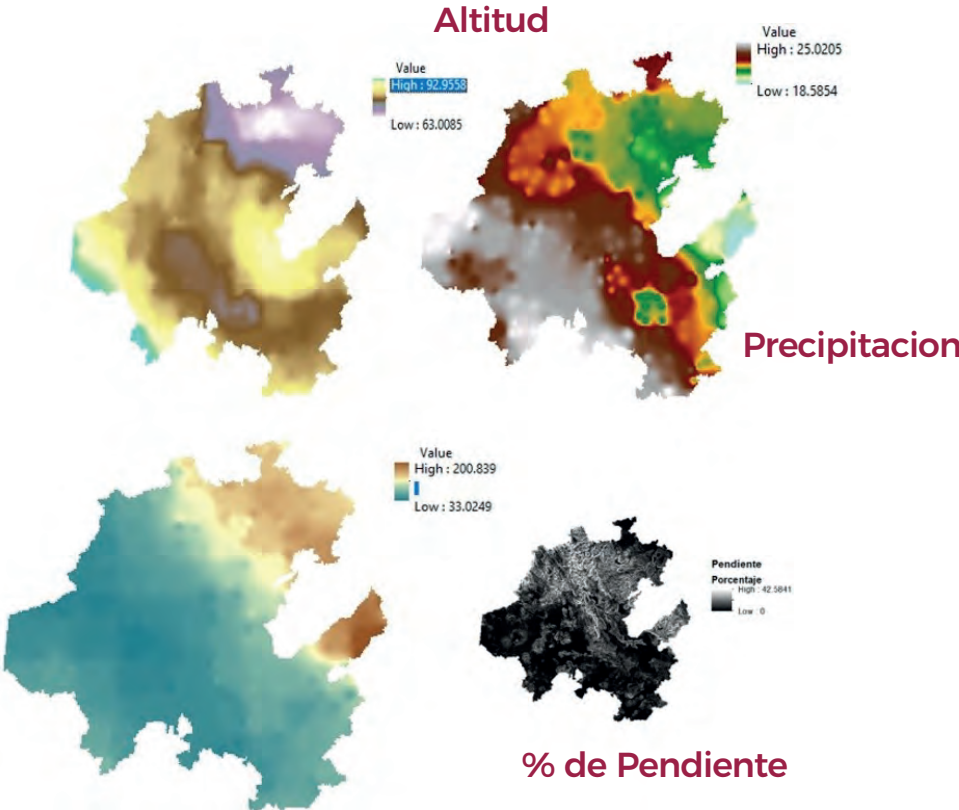 Altitud
Value
High : 92.9558
Low : 63.0085
Value
High : 25.0205
Low : 18.5854
Precipitacion
Value
High : 200.839
Low : 33.0249
Pendiente
Porcentaje
High : 42.5841
Low : 0
% de Pendiente